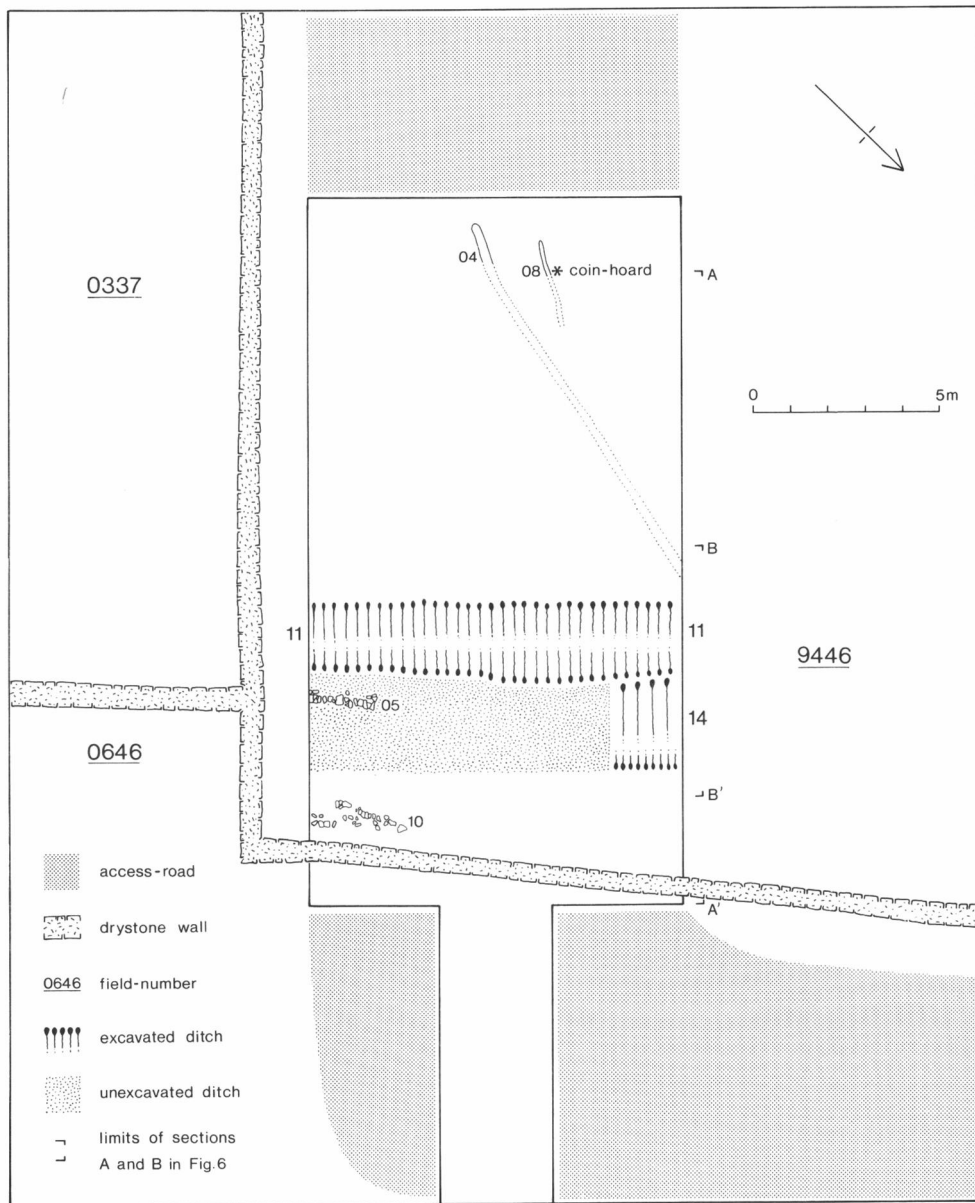 04
08 * coin-hoard
A
0337
0 5m
B
11
11
9446
05
14
0646
B'
10
A'
access-road
drystone wall
0646 field-number
excavated ditch
unexcavated ditch
limits of sections
A and B in Fig.6